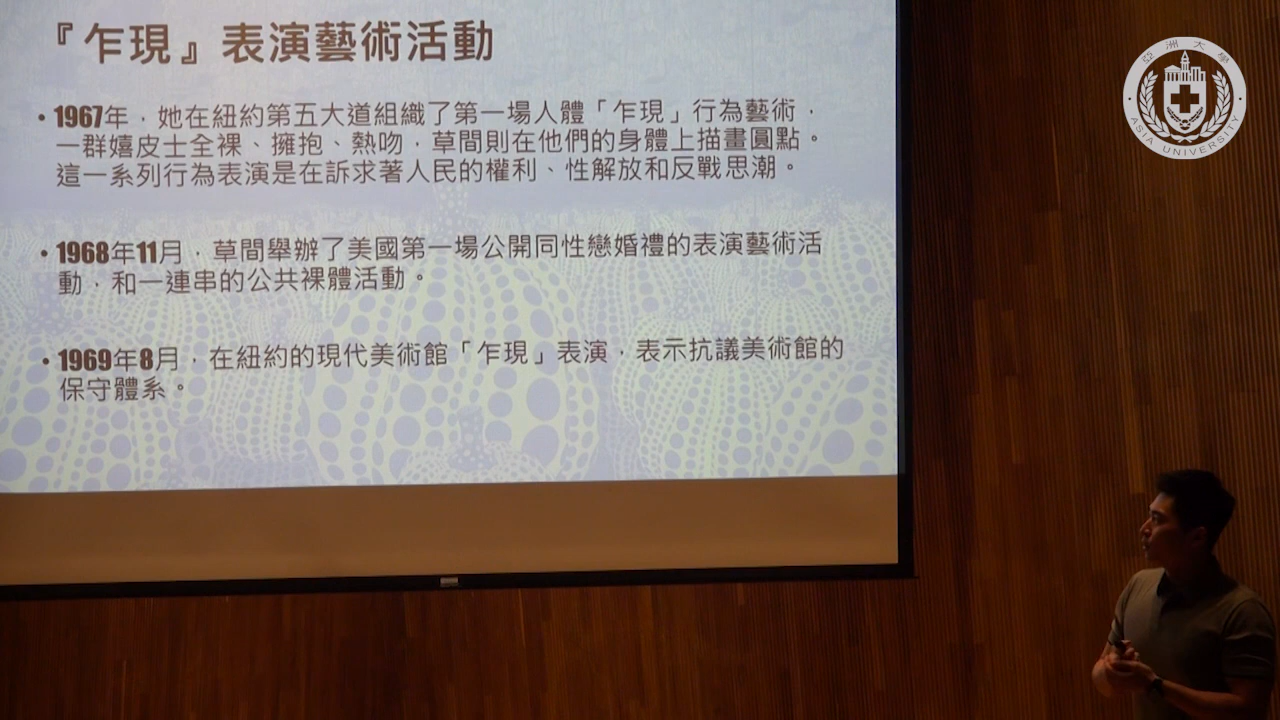 『乍現』表演藝術活動
• 1967年，她在紐約第五大道組織了第一場人體「乍現」行為藝術，
一群嬉皮士全裸、擁抱、熱吻，草間則在他們的身體上描畫圓點。
這一系列行為表演是在訴求著人民的權利、性解放和反戰思潮。
• 1968年11月，草間舉辦了美國第一場公開同性戀婚禮的表演藝術活
動，和一連串的公共裸體活動。
• 1969年8月，在紐約的現代美術館「乍現」表演，表示抗議美術館的
保守體系。
亞洲大學
ASIA UNIVERSITY